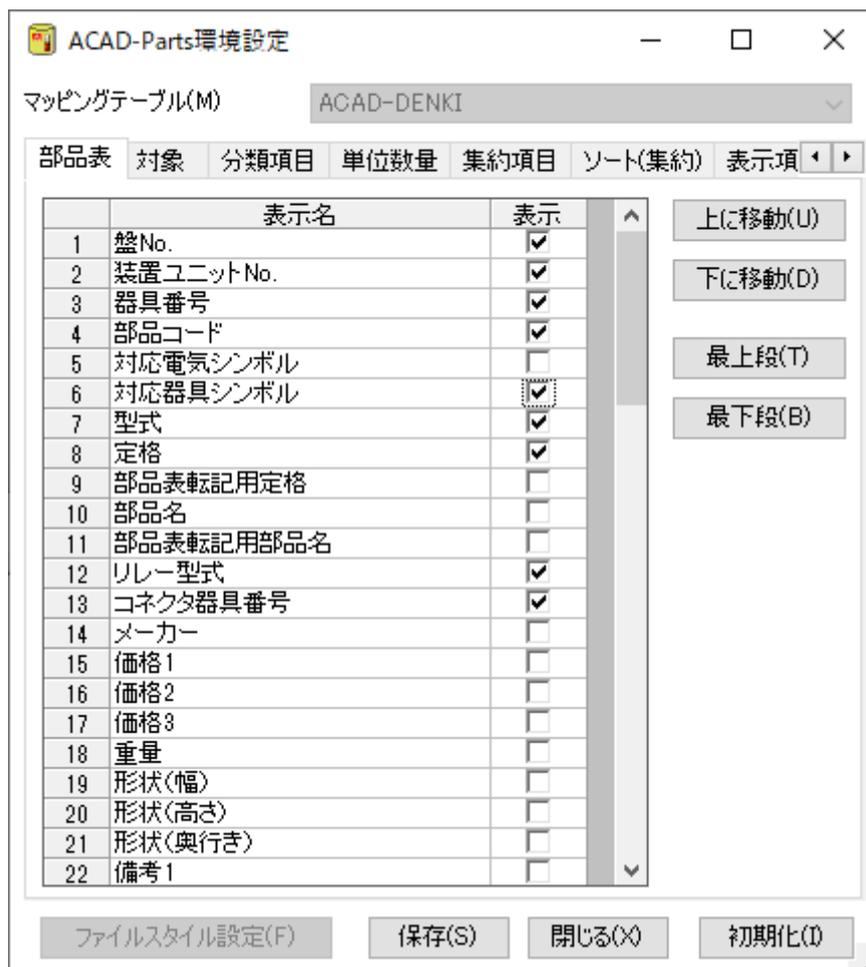 ACAD-Parts環境設定
マッピングテーブル(M) ACAD-DENKI
部品表 対象 分類項目 単位数量 集約項目 ソート(集約) 表示項
表示名 表示
1 盤No.
2 装置ユニットNo.
3 器具番号
4 部品コード
5 対応電気シンボル
6 対応器具シンボル
7 型式
8 定格
9 部品表転記用定格
10 部品名
11 部品表転記用部品名
12 リレー型式
13 コネクタ器具番号
14 メーカー
15 価格1
16 価格2
17 価格3
18 重量
19 形状(幅)
20 形状(高さ)
21 形状(奥行き)
22 備考1
上に移動(U)
下に移動(D)
最上段(T)
最下段(B)
ファイルスタイル設定(F) 保存(S) 閉じる(X) 初期化(I)